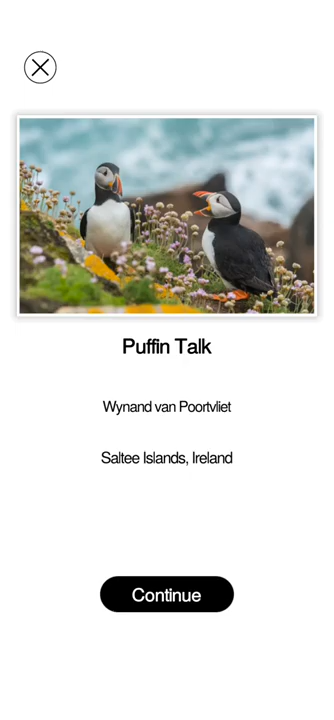 Puffin Talk
Wynand van Poortvliet
Saltee Islands, Ireland
Continue